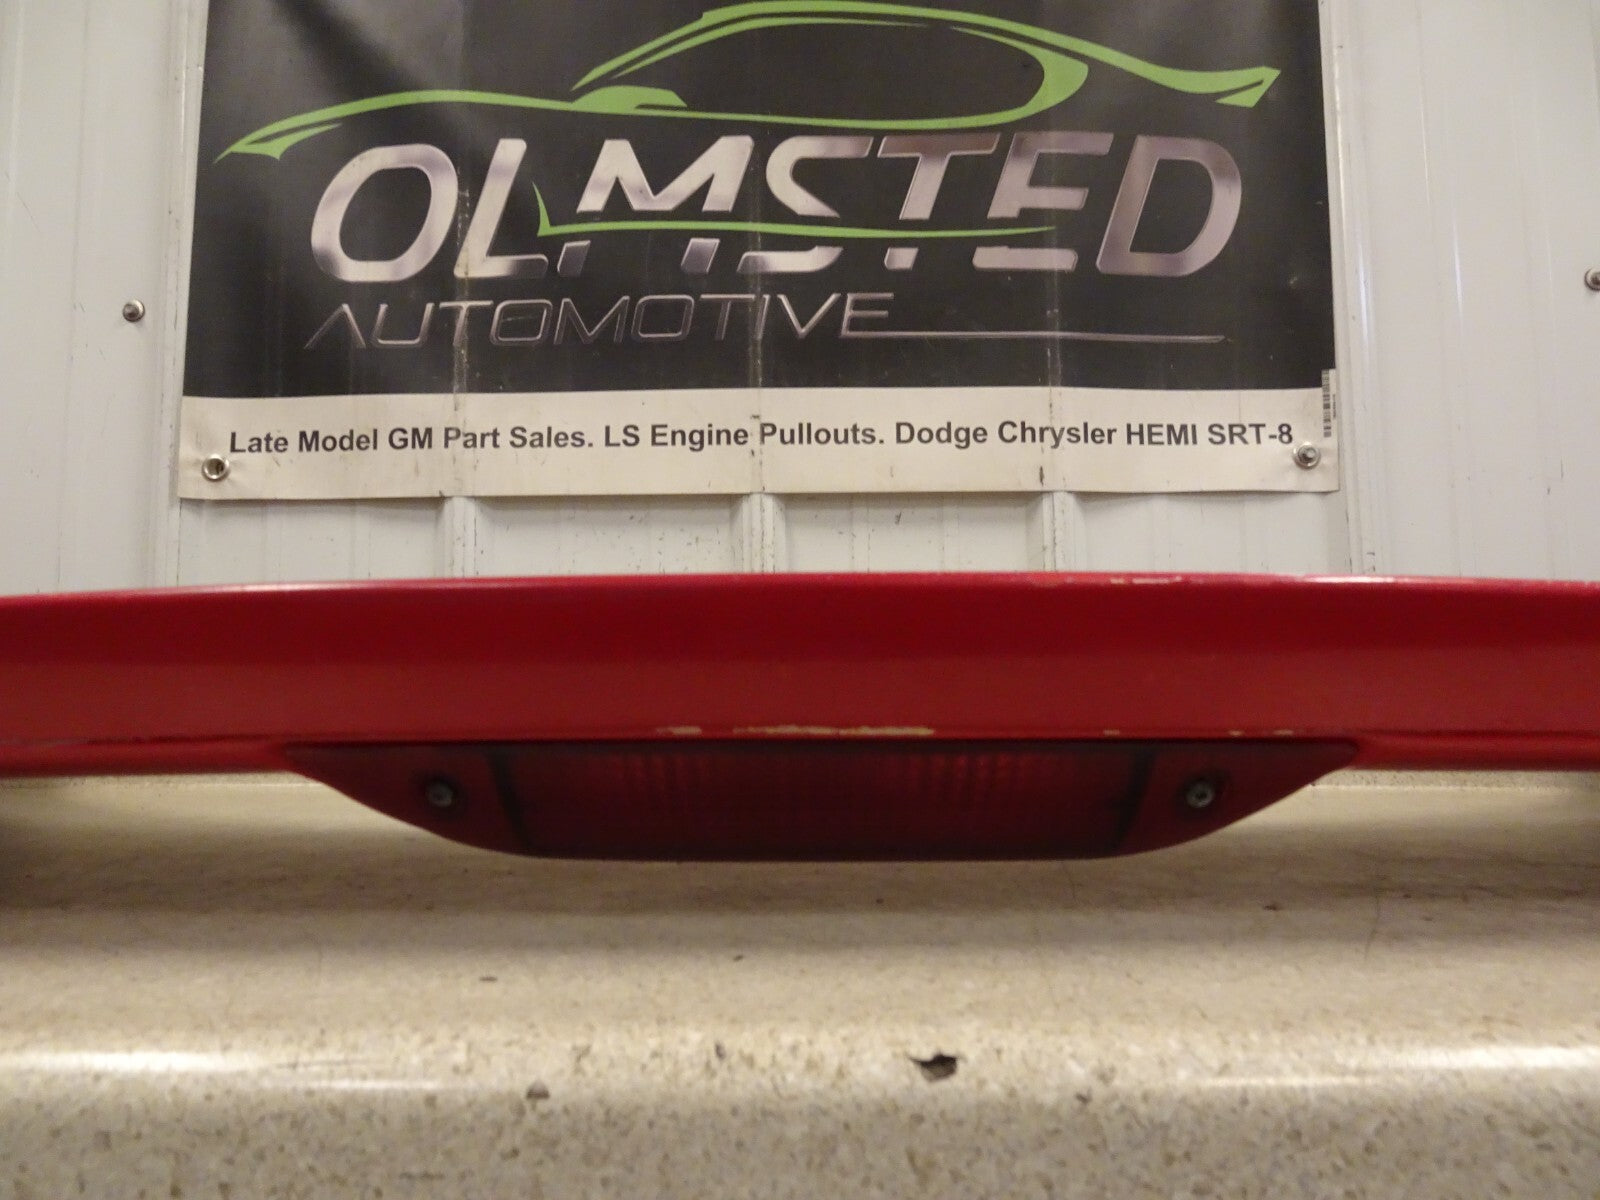 OLMSTED
AUTOMOTIVE
Late Model GM Part Sales. LS Engine Pullouts. Dodge Chrysler HEMI SRT-8